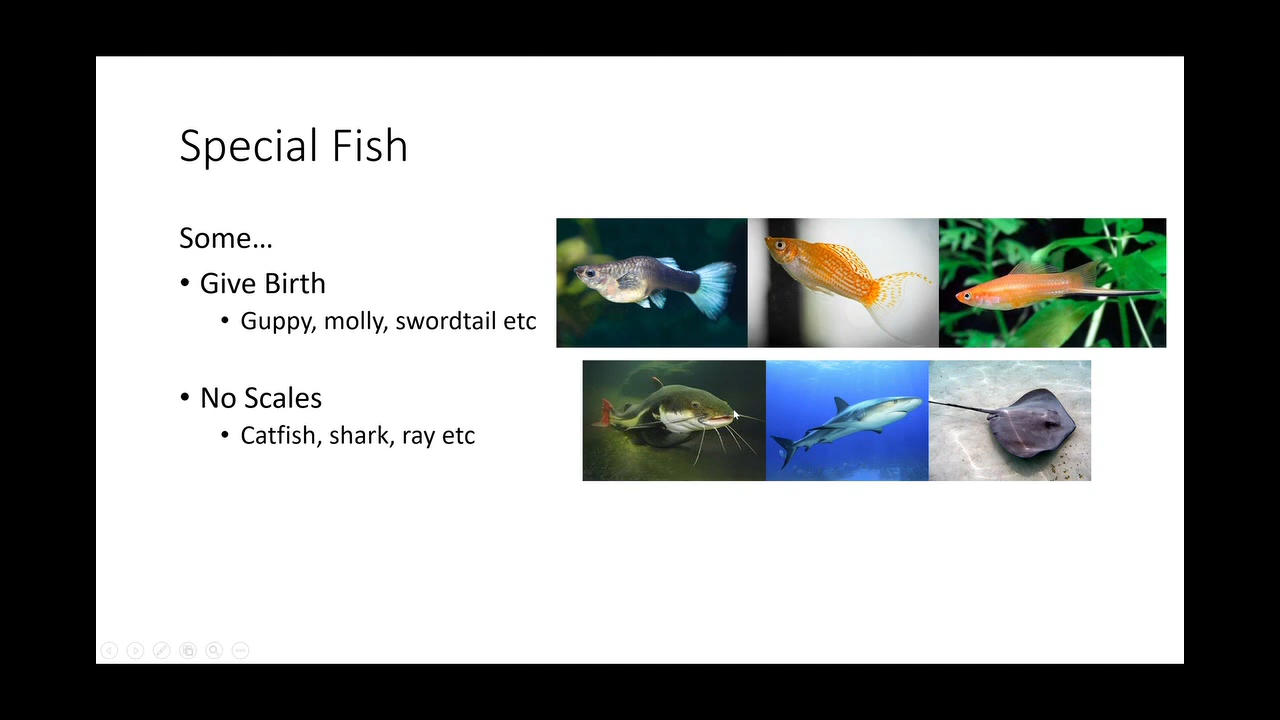 Special Fish
Some...
• Give Birth
• Guppy, molly, swordtail etc
• No Scales
• Catfish, shark, ray etc